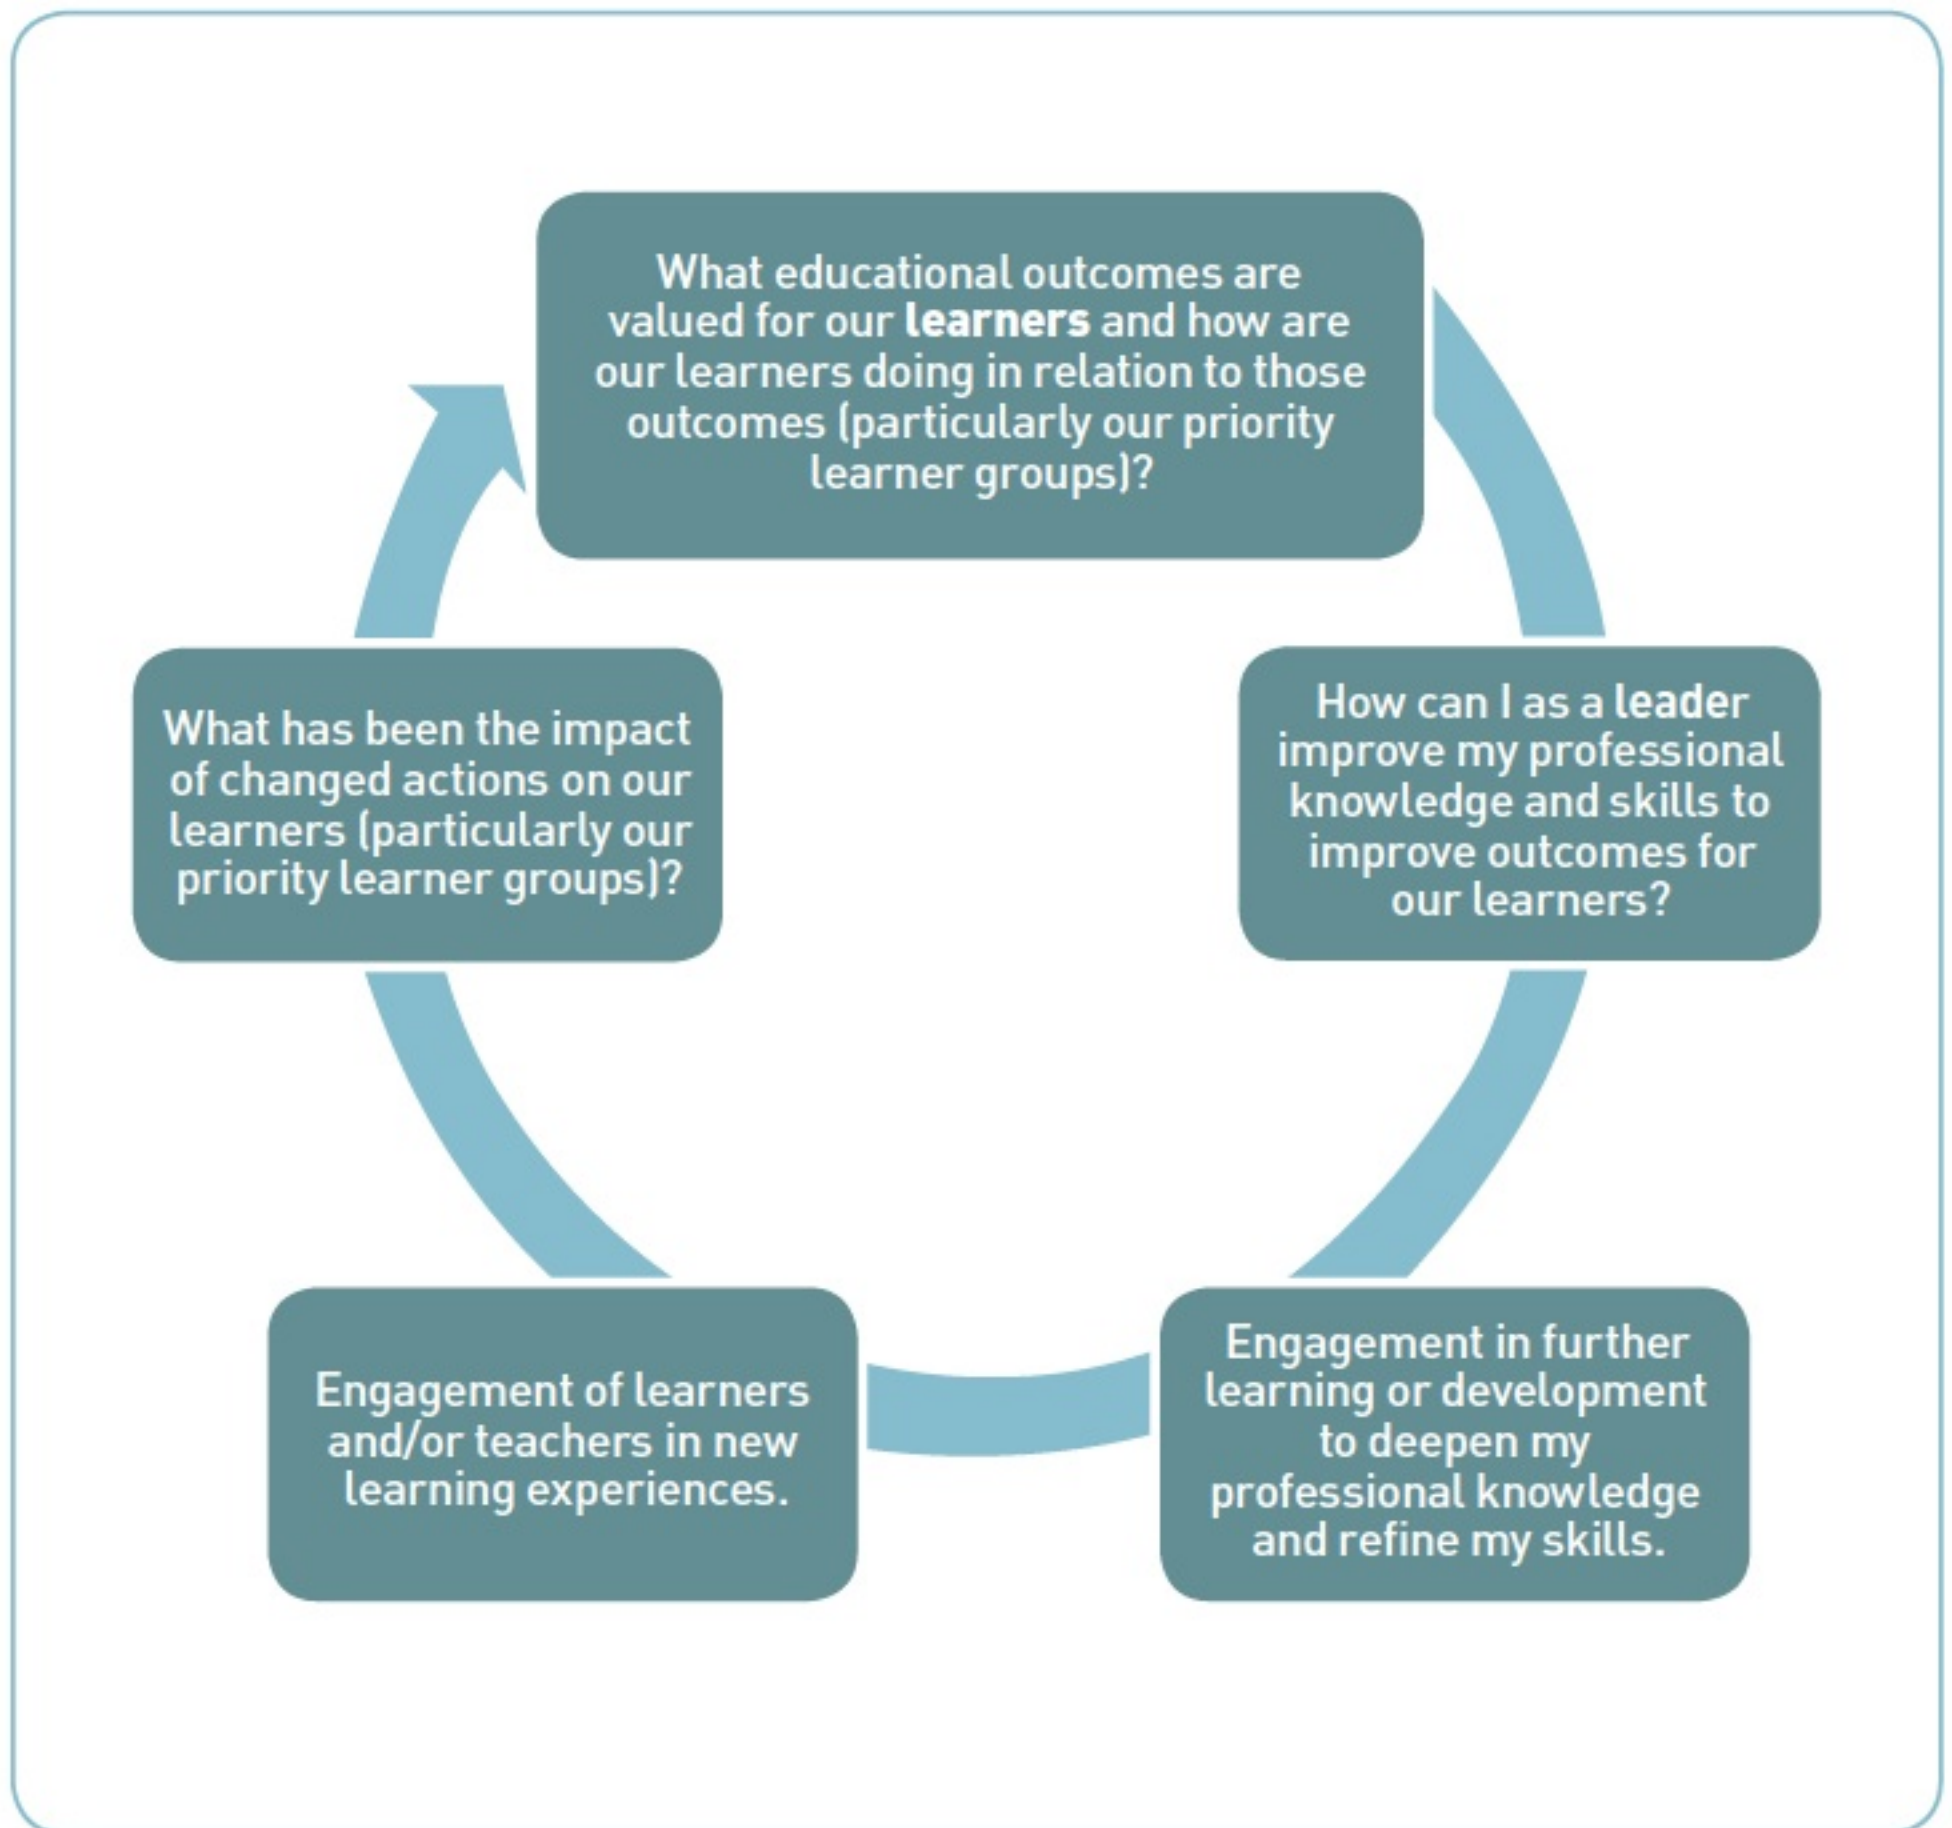 What educational outcomes are
valued for our learners and how are
our learners doing in relation to those
outcomes (particularly our priority
learner groups)?
How can I as a leader
improve my professional
knowledge and skills to
improve outcomes for
our learners?
Engagement in further
learning or development
to deepen my
professional knowledge
and refine my skills.
Engagement of learners
and/or teachers in new
learning experiences.
What has been the impact
of changed actions on our
learners (particularly our
priority learner groups)?